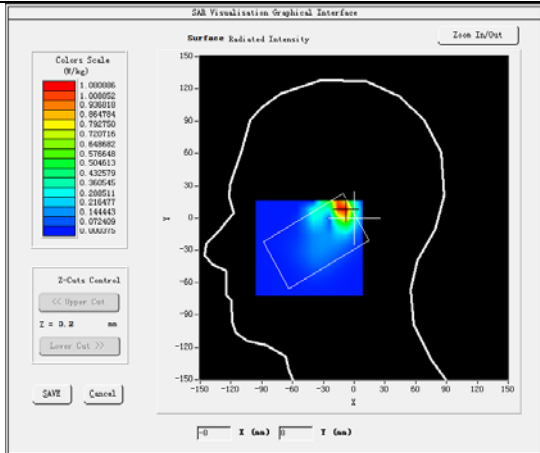 SAR Visualisation Graphical Interface
Surface Radiated Intensity
Zoom In/Out
Colors Scale
(W/kg)
1.080086
1.008052
0.936018
0.864784
0.792750
0.720716
0.648682
0.576648
0.504613
0.432579
0.360545
0.288511
0.216477
0.144443
0.072409
0.000375
150
120
90
60
30
0
-30
-60
-90
-120
-150
Y
-150 -120 -90 -60 -30 0 30 60 90 120 150
X
Z-Cuts Control
<< Upper Cut
Z = 3.2 mm
Lower Cut >>
SAVE Cancel
-8 X (mm) 8 Y (mm)